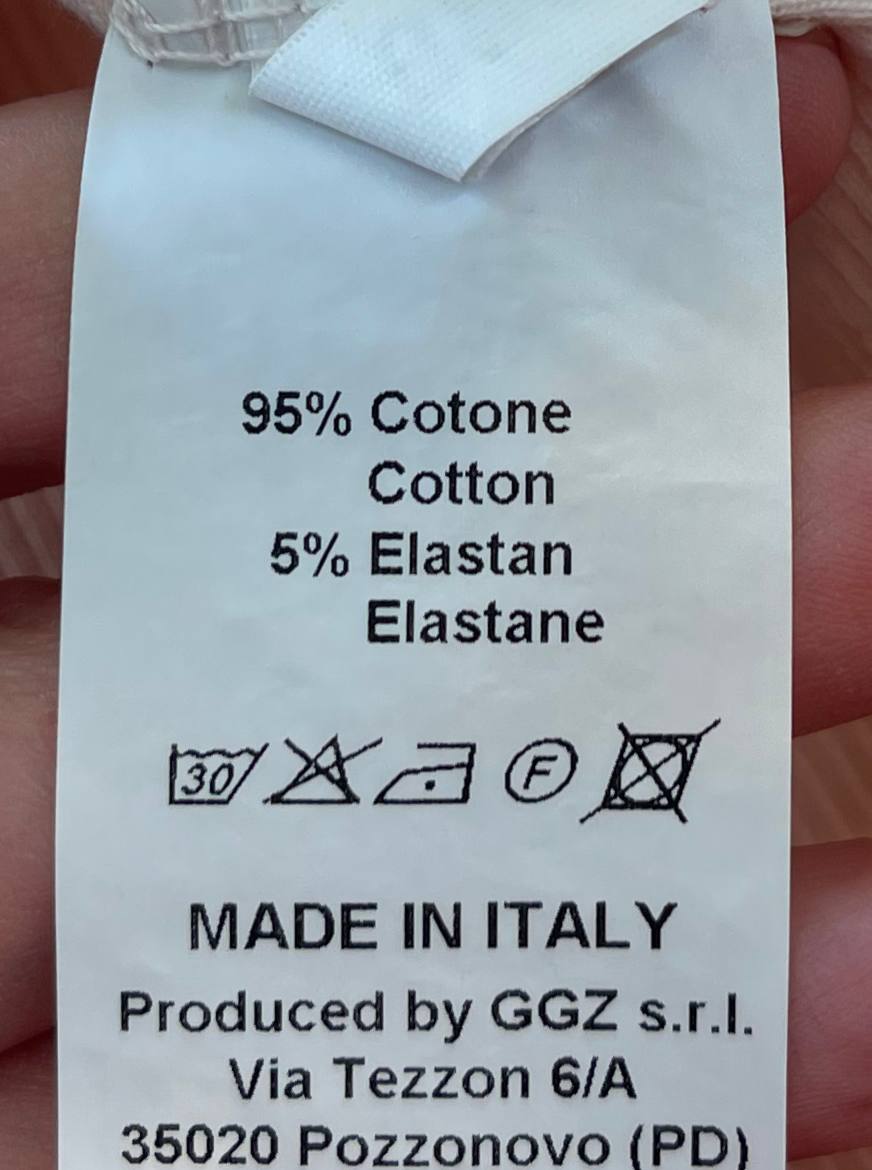 95% Cotone
Cotton
5% Elastan
Elastane
30 F
MADE IN ITALY
Produced by GGZ s.r.l.
Via Tezzon 6/A
35020 Pozzonovo (PD)